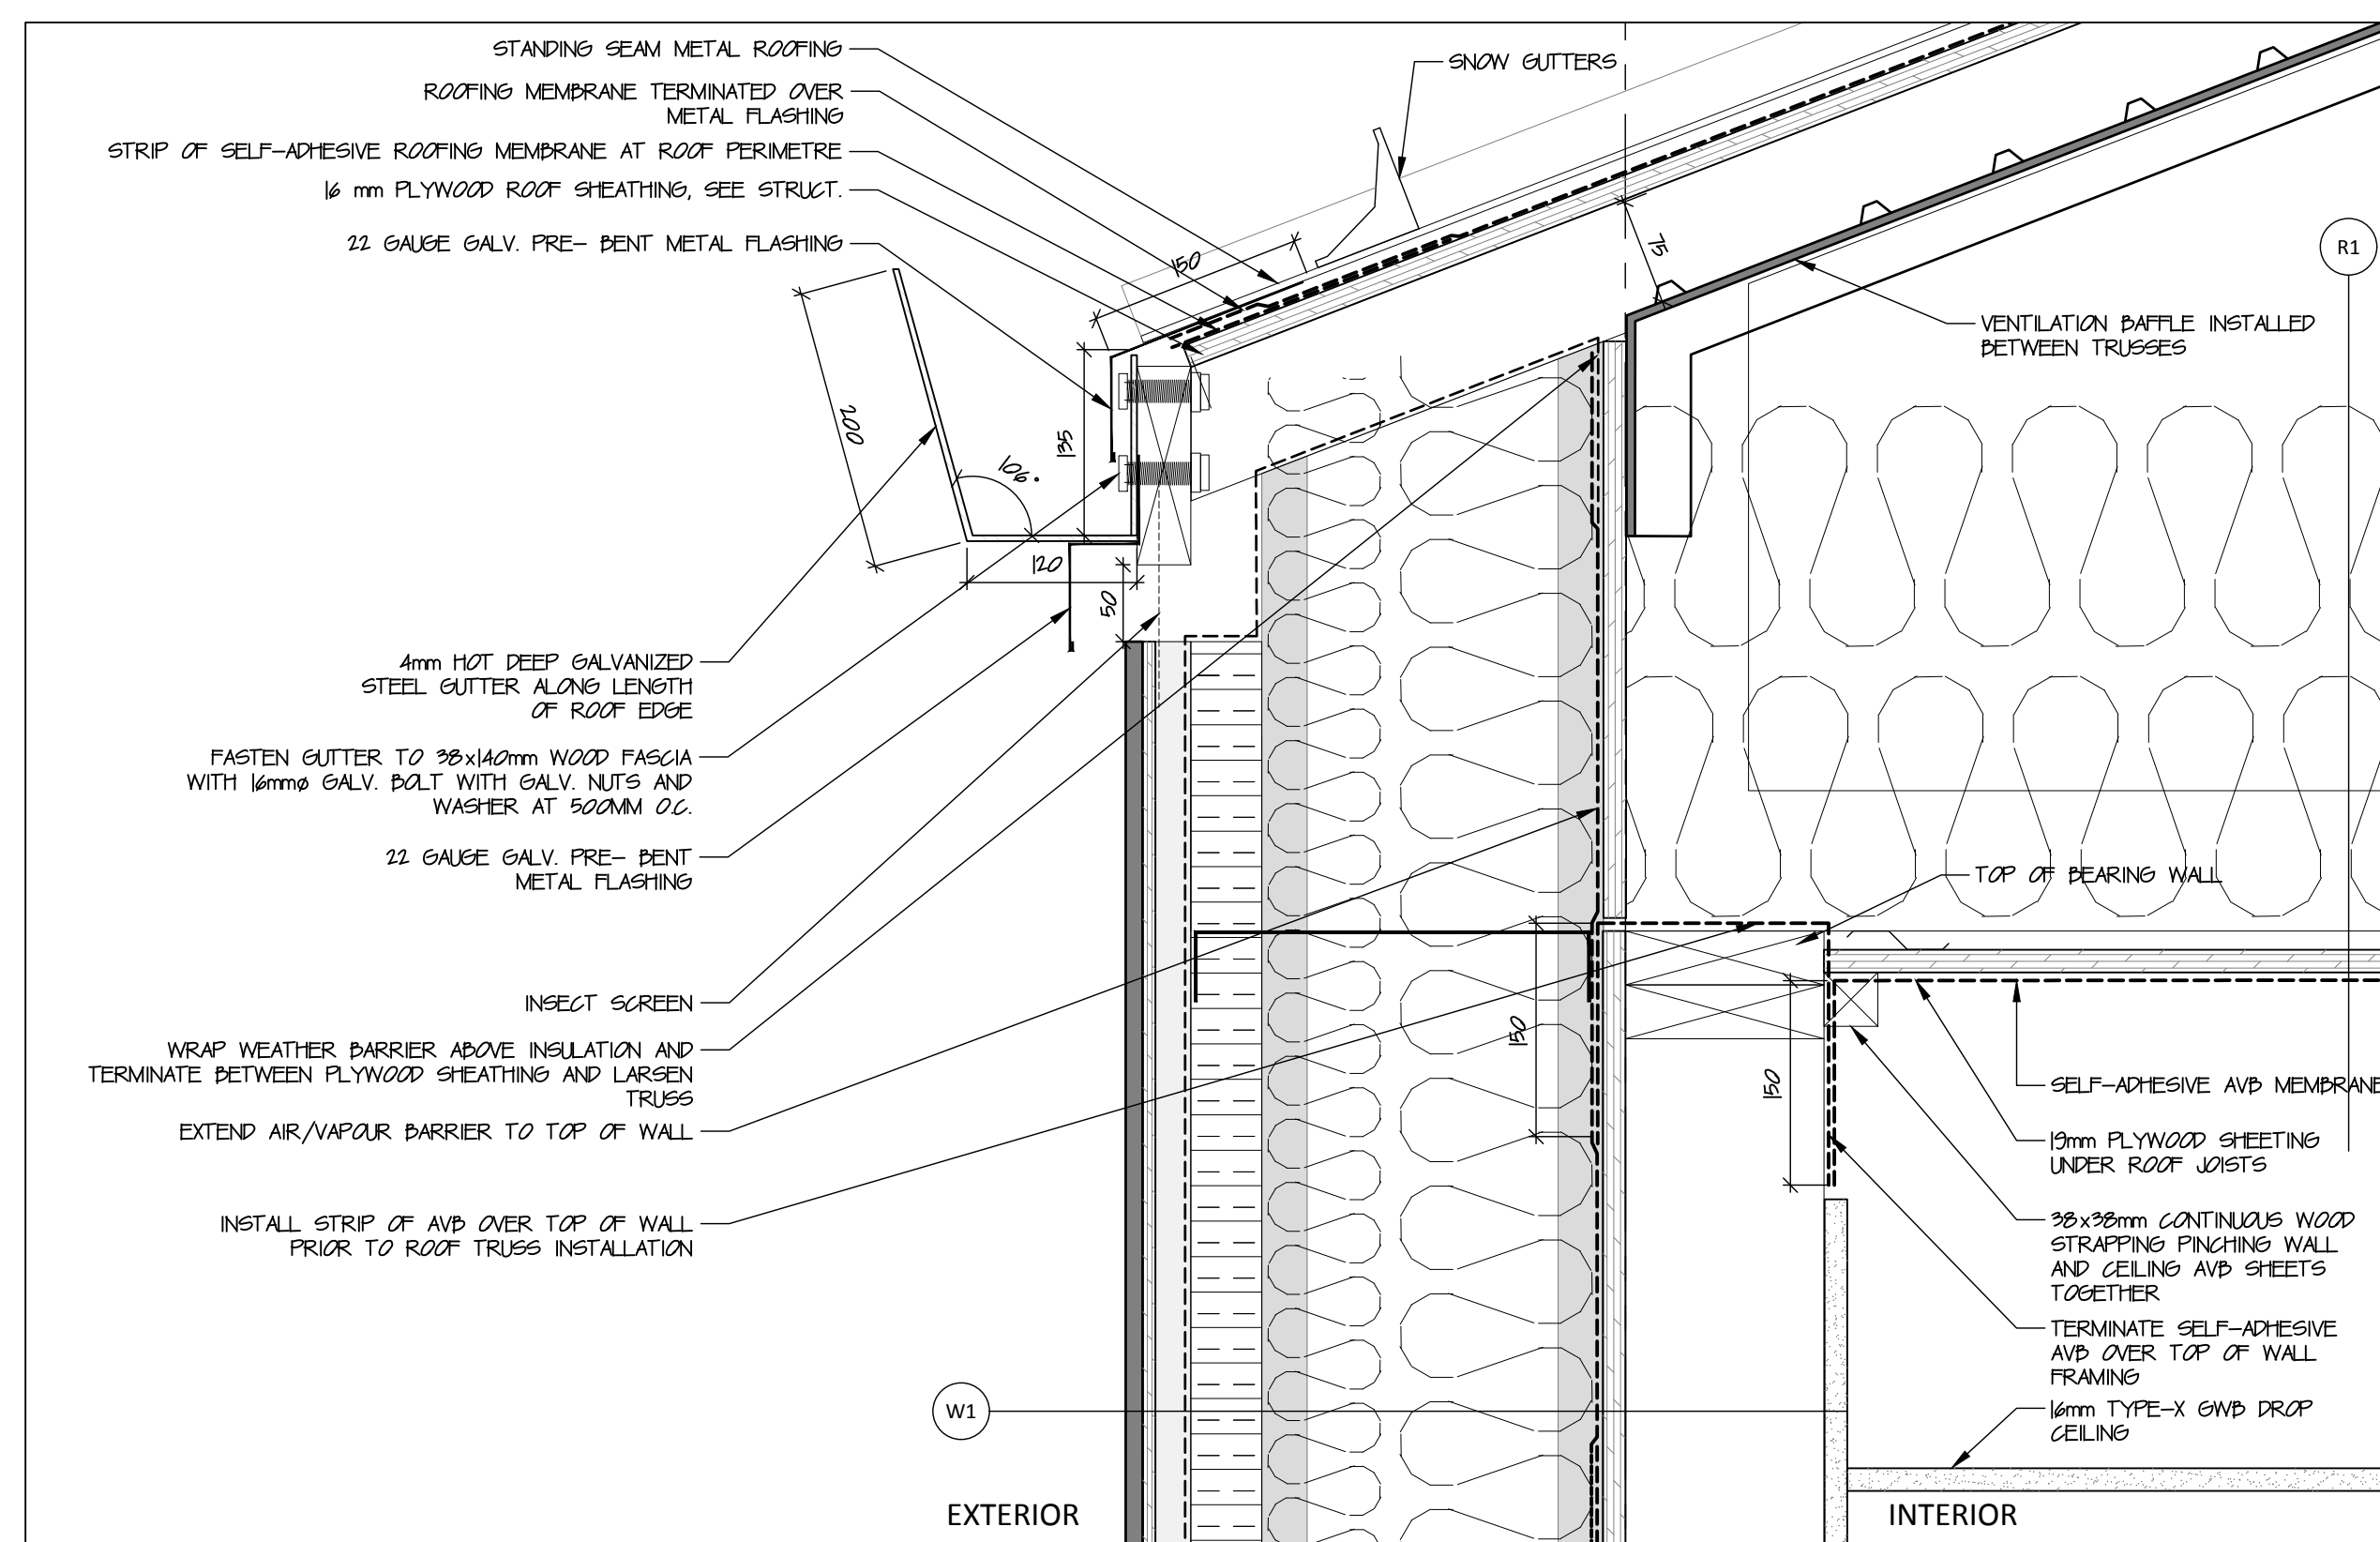 STANDING SEAM METAL ROOFING
ROOFING MEMBRANE TERMINATED OVER
METAL FLASHING
STRIP OF SELF-ADHESIVE ROOFING MEMBRANE AT ROOF PERIMETRE
16 mm PLYWOOD ROOF SHEATHING, SEE STRUCT.
22 GAUGE GALV. PRE- BENT METAL FLASHING
SNOW GUTTERS
150
75
R1
VENTILATION BAFFLE INSTALLED
BETWEEN TRUSSES
200
106°
135
120
50
4mm HOT DEEP GALVANIZED
STEEL GUTTER ALONG LENGTH
OF ROOF EDGE
FASTEN GUTTER TO 38x140mm WOOD FASCIA
WITH 16mmø GALV. BOLT WITH GALV. NUTS AND
WASHER AT 500MM O.C.
22 GAUGE GALV. PRE- BENT
METAL FLASHING
INSECT SCREEN
WRAP WEATHER BARRIER ABOVE INSULATION AND
TERMINATE BETWEEN PLYWOOD SHEATHING AND LARSEN
TRUSS
EXTEND AIR/VAPOUR BARRIER TO TOP OF WALL
INSTALL STRIP OF AVB OVER TOP OF WALL
PRIOR TO ROOF TRUSS INSTALLATION
TOP OF BEARING WALL
150
150
SELF-ADHESIVE AVB MEMBRANE
19mm PLYWOOD SHEETING
UNDER ROOF JOISTS
38x38mm CONTINUOUS WOOD
STRAPPING PINCHING WALL
AND CEILING AVB SHEETS
TOGETHER
TERMINATE SELF-ADHESIVE
AVB OVER TOP OF WALL
FRAMING
16mm TYPE-X GWB DROP
CEILING
W1
EXTERIOR
INTERIOR